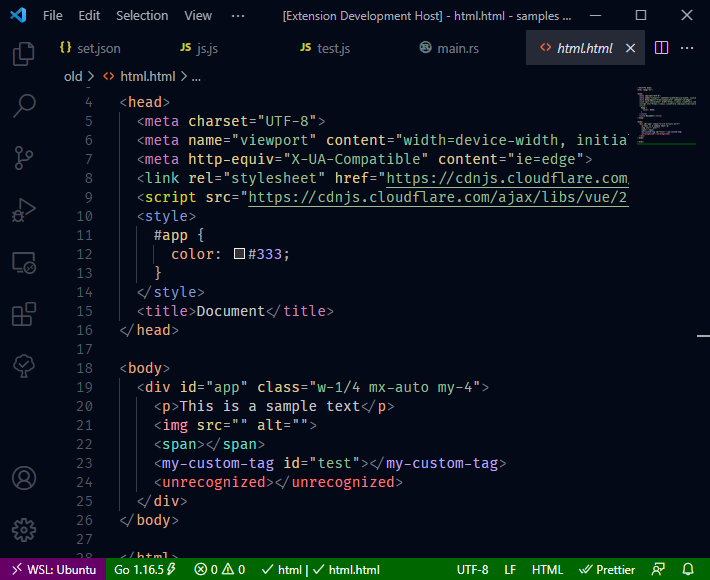 File Edit Selection View ··· [Extension Development Host] - html.html - samples ...
{} set.json JS js.js JS test.js main.rs <> html.html ···
old > <> html.html > ...
4 <head>
5 <meta charset="UTF-8">
6 <meta name="viewport" content="width=device-width, initia
7 <meta http-equiv="X-UA-Compatible" content="ie=edge">
8 <link rel="stylesheet" href="https://cdnjs.cloudflare.com
9 <script src="https://cdnjs.cloudflare.com/ajax/libs/vue/2
10 <style>
11 #app {
12 color: #333;
13 }
14 </style>
15 <title>Document</title>
16 </head>
17
18 <body>
19 <div id="app" class="w-1/4 mx-auto my-4">
20 <p>This is a sample text</p>
21 <img src="" alt="">
22 <span></span>
23 <my-custom-tag id="test"></my-custom-tag>
24 <unrecognized></unrecognized>
25 </div>
26 </body>
27
28 </html>
WSL: Ubuntu Go 1.16.5 0 0 html | html.html UTF-8 LF HTML Prettier